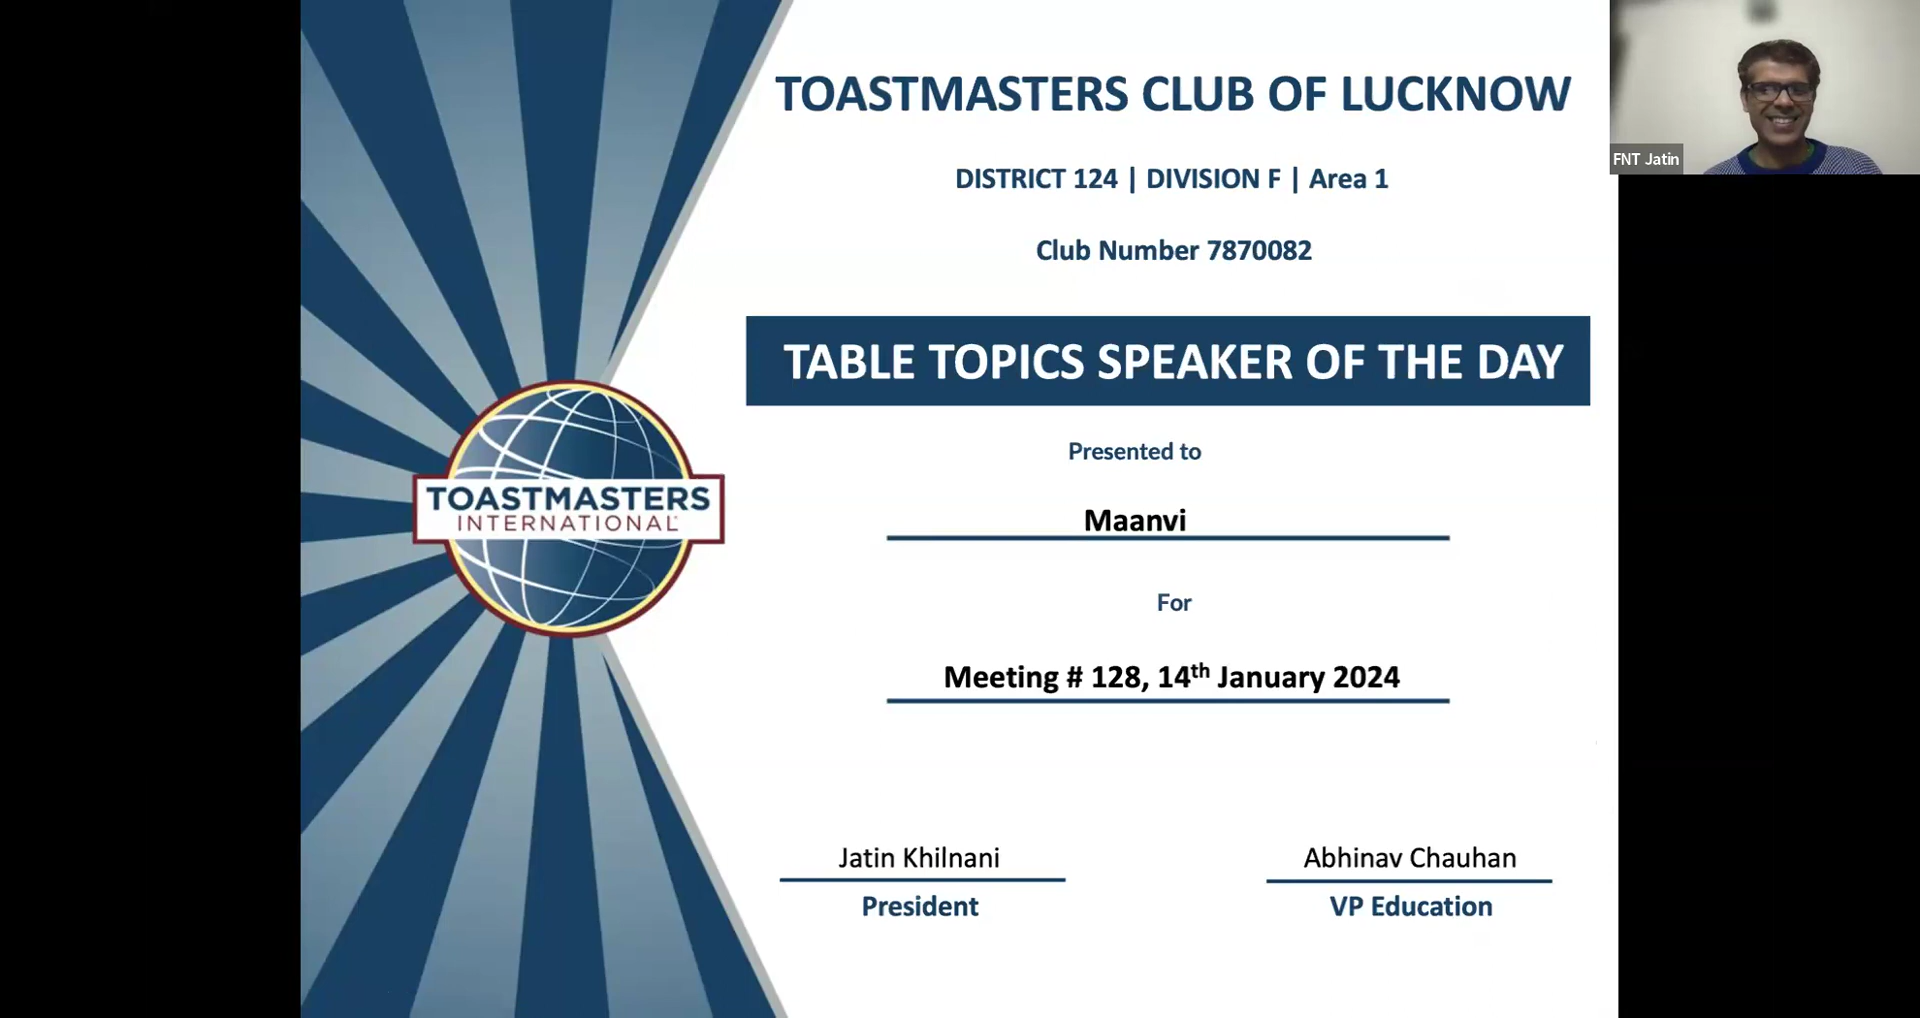 TOASTMASTERS CLUB OF LUCKNOW
DISTRICT 124 | DIVISION F | Area 1
Club Number 7870082
TABLE TOPICS SPEAKER OF THE DAY
Presented to
Maanvi
For
Meeting # 128, 14th January 2024
Jatin Khilnani
President
Abhinav Chauhan
VP Education
TOASTMASTERS
INTERNATIONAL
FNT Jatin